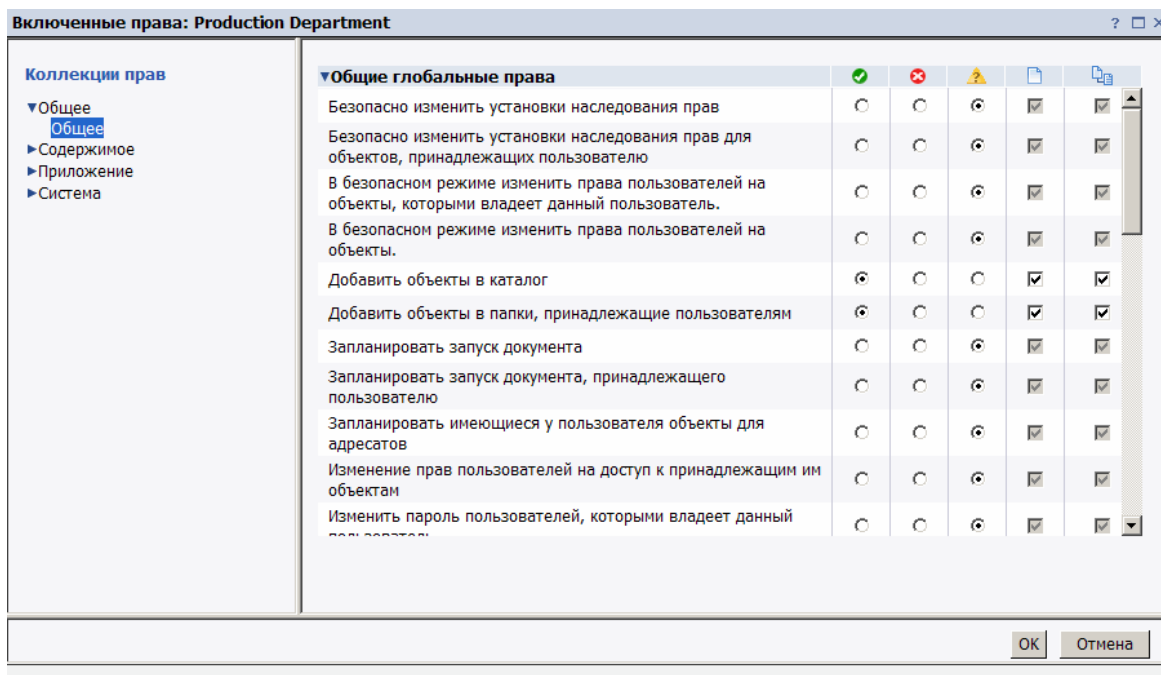 Включенные права: Production Department
?
Коллекции прав
Общее
Общее
Содержимое
Приложение
Система
Общие глобальные права
Безопасно изменить установки наследования прав
Безопасно изменить установки наследования прав для
объектов, принадлежащих пользователю
В безопасном режиме изменить права пользователей на
объекты, которыми владеет данный пользователь.
В безопасном режиме изменить права пользователей на
объекты.
Добавить объекты в каталог
Добавить объекты в папки, принадлежащие пользователям
Запланировать запуск документа
Запланировать запуск документа, принадлежащего
пользователю
Запланировать имеющиеся у пользователя объекты для
адресатов
Изменение прав пользователей на доступ к принадлежащим им
объектам
Изменить пароль пользователей, которыми владеет данный
OK
Отмена